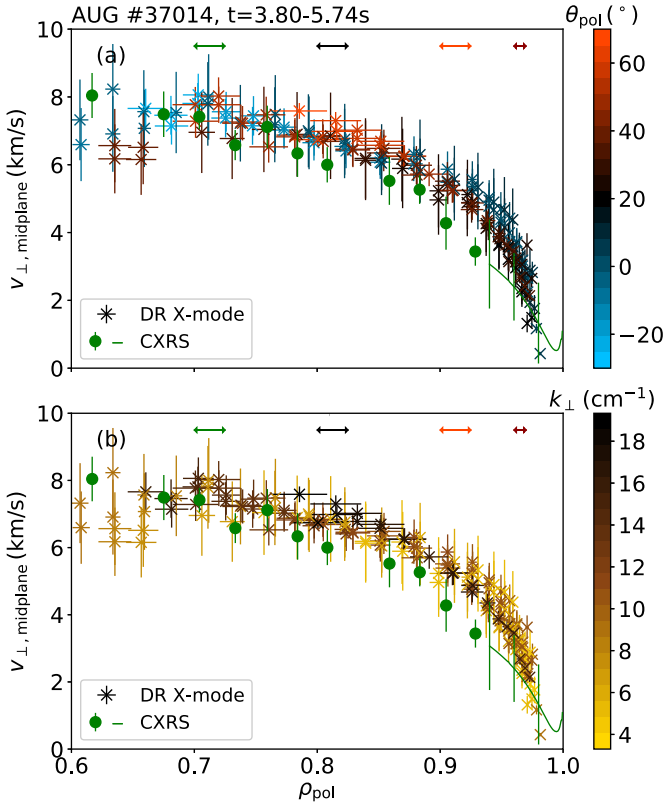 AUG #37014, t=3.80-5.74s
θpol(°)
(a)
10
8
6
4
2
0
v⊥, midplane (km/s)
DR X-mode
CXRS
60
40
20
0
−20
k⊥ (cm⁻¹)
(b)
10
8
6
4
2
0
v⊥, midplane (km/s)
DR X-mode
CXRS
18
16
14
12
10
8
6
4
0.6 0.7 0.8 0.9 1.0
ρpol